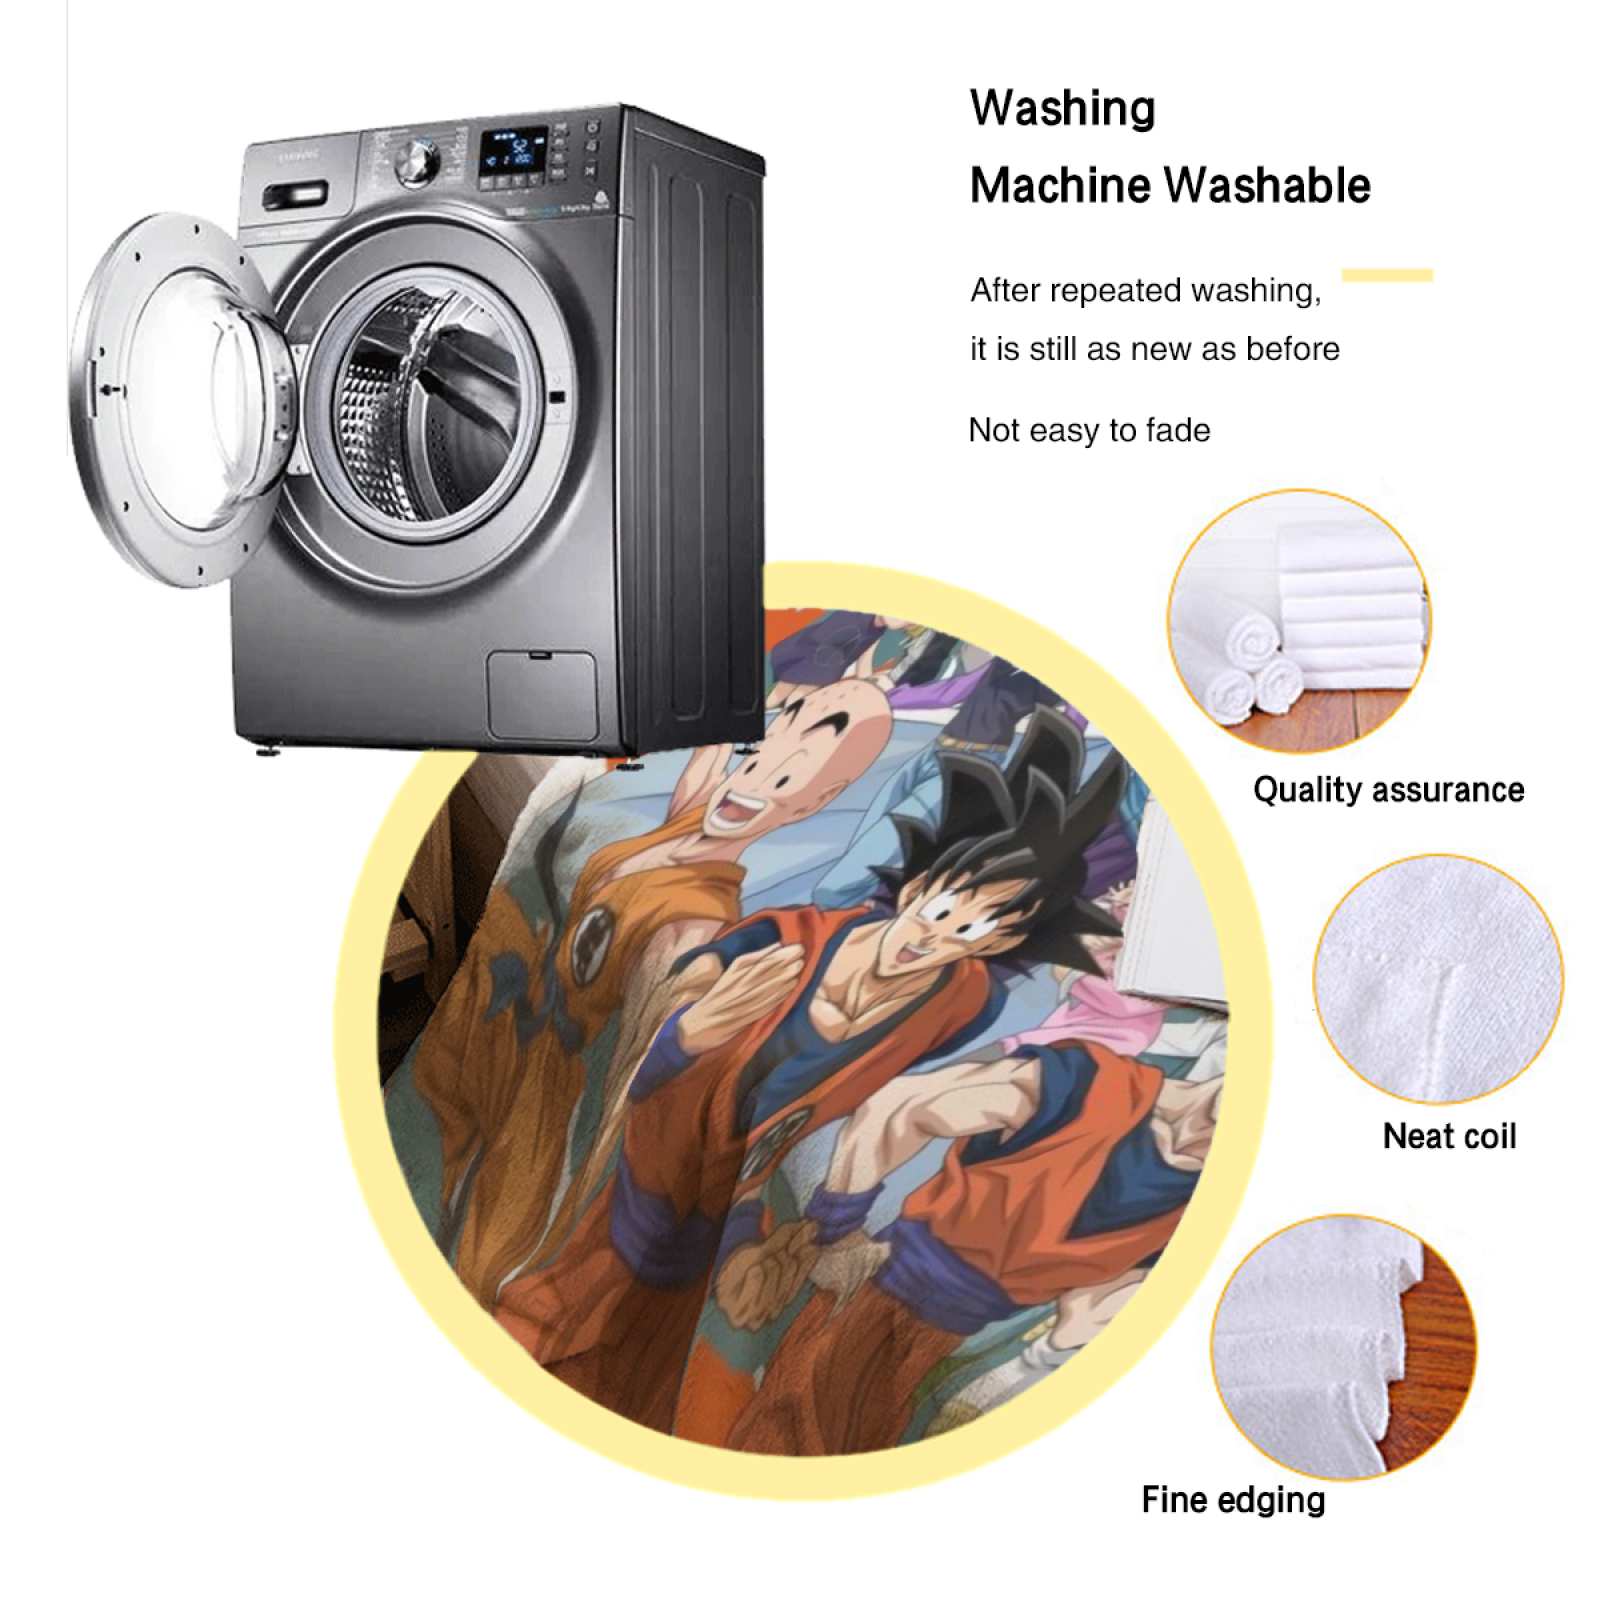 Washing
Machine Washable
After repeated washing,
it is still as new as before
Not easy to fade
Quality assurance
Neat coil
Fine edging